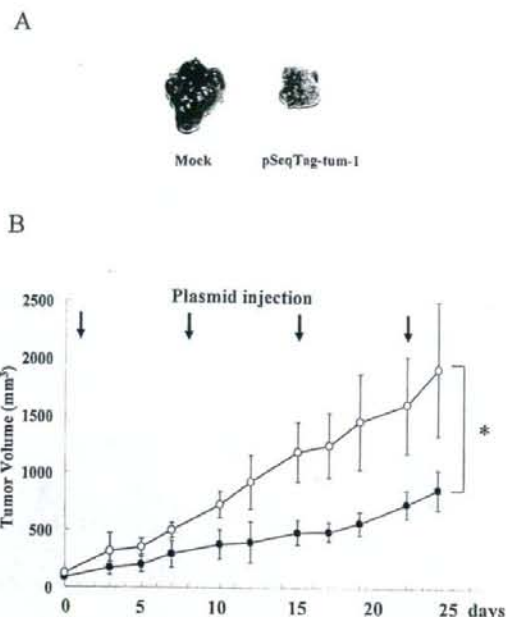 A
Mock pSeqTag-tum-1
B
Plasmid injection
Tumor Volume (mm³)
2500
2000
1500
1000
500
0
*
0 5 10 15 20 25 days